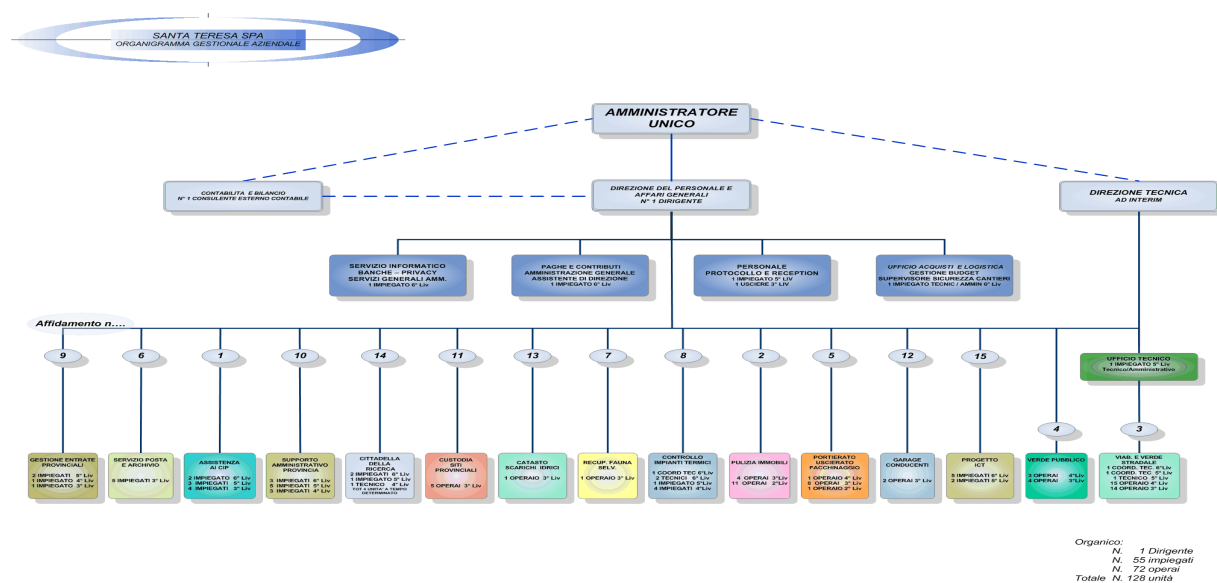 SANTA TERESA SPA
ORGANIGRAMMA GESTIONALE AZIENDALE
AMMINISTRATORE
UNICO
CONTABILITA E BILANCIO
N° 1 CONSULENTE ESTERNO CONTABILE
DIREZIONE DEL PERSONALE E
AFFARI GENERALI
N° 1 DIRIGENTE
DIREZIONE TECNICA
AD INTERIM
SERVIZIO INFORMATICO
BANCHE – PRIVACY
SERVIZI GENERALI AMM.
1 IMPIEGATO 6° Liv
PAGHE E CONTRIBUTI
AMMINISTRAZIONE GENERALE
ASSISTENTE DI DIREZIONE
1 IMPIEGATO 6° Liv
PERSONALE
PROTOCOLLO E RECEPTION
1 IMPIEGATO 5° Liv
1 USCIERE 3° Liv
UFFICIO ACQUISTI E LOGISTICA
GESTIONE BUDGET
SUPERVISORE SICUREZZA CANTIERI
1 IMPIEGATO TECNIC / AMMIN 6° Liv
Affidamento n....
9
6
1
10
14
11
13
7
8
2
5
12
15
UFFICIO TECNICO
1 IMPIEGATO 5° Liv
Tecnico/Amministrativo
4
3
GESTIONE ENTRATE
PROVINCIALI
2 IMPIEGATI 5° Liv
1 IMPIEGATO 4° Liv
1 IMPIEGATO 3° Liv
SERVIZIO POSTA
E ARCHIVIO
5 IMPIEGATI 3° Liv
ASSISTENZA
AI CIP
2 IMPIEGATO 6° Liv
3 IMPIEGATI 5° Liv
4 IMPIEGATI 3° Liv
SUPPORTO
AMMINISTRATIVO
PROVINCIA
3 IMPIEGATI 6° Liv
5 IMPIEGATI 5° Liv
3 IMPIEGATI 4° Liv
CITTADELLA
DELLA
RICERCA
2 IMPIEGATI 6° Liv
1 IMPIEGATO 5° Liv
1 TECNICO 4° Liv
TOT 4 UNITA' A TEMPO
DETERMINATO
CUSTODIA
SITI
PROVINCIALI
5 OPERAI 3° Liv
CATASTO
SCARICHI IDRICI
1 OPERAIO 3° Liv
RECUP. FAUNA
SELV.
1 OPERAIO 3° Liv
CONTROLLO
IMPIANTI TERMICI
1 COORD TEC 6°Liv
2 TECNICI 6° Liv
1 IMPIEGATO 5°Liv
4 IMPIEGATI 4° Liv
PULIZIA IMMOBILI
4 OPERAI 3°Liv
11 OPERAI 2°Liv
PORTIERATO
USCIERATO
FACCHINAGGIO
1 OPERAIO 4° Liv
8 OPERAI 3° Liv
1 OPERAIO 2° Liv
GARAGE
CONDUCENTI
2 OPERAI 3° Liv
PROGETTO
ICT
5 IMPIEGATI 6° Liv
2 IMPIEGATI 5° Liv
VERDE PUBBLICO
3 OPERAI 4°Liv
4 OPERAI 3°Liv
VIAB. E VERDE
STRADALE
1 COORD. TEC. 6°Liv
1 COORD. TEC. 5°Liv
1 TECNICO 5° Liv
15 OPERAIO 4° Liv
14 OPERAIO 3° Liv
Organico:
N. 1 Dirigente
N. 55 impiegati
N. 72 operai
Totale N. 128 unità